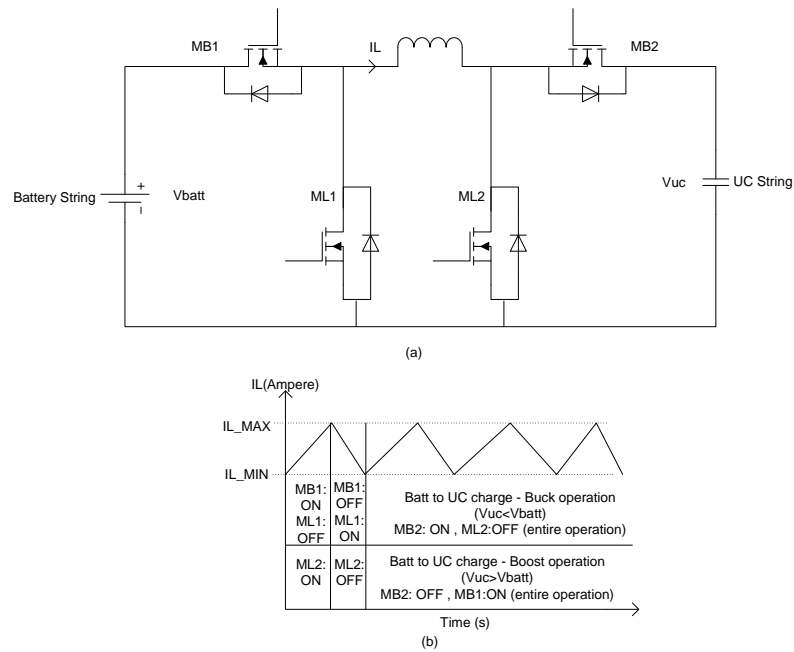 MB1
IL
MB2
Battery String
+
Vbatt
ML1
ML2
Vuc
UC String
(a)
IL(Ampere)
IL_MAX
IL_MIN
MB1:
ON
ML1:
OFF
MB1:
OFF
ML1:
ON
Batt to UC charge - Buck operation
(Vuc<Vbatt)
MB2: ON , ML2:OFF (entire operation)
ML2:
ON
ML2:
OFF
Batt to UC charge - Boost operation
(Vuc>Vbatt)
MB2: OFF , MB1:ON (entire operation)
Time (s)
(b)